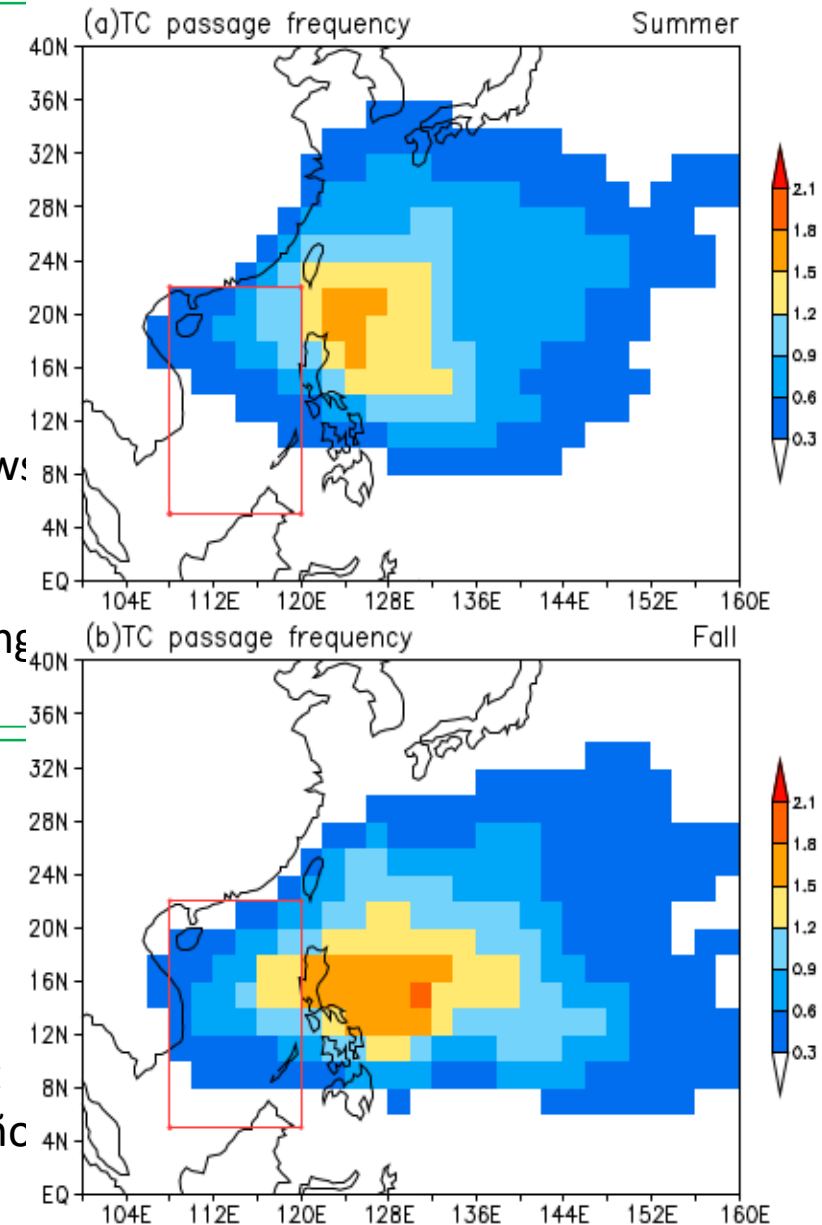 (a)TC passage frequency Summer
40N
36N
32N
28N
24N
20N
16N
12N
8N
4N
EQ
104E 112E 120E 128E 136E 144E 152E 160E
2.1
1.8
1.5
1.2
0.9
0.6
0.3
(b)TC passage frequency Fall
40N
36N
32N
28N
24N
20N
16N
12N
8N
4N
EQ
104E 112E 120E 128E 136E 144E 152E 160E
2.1
1.8
1.5
1.2
0.9
0.6
0.3